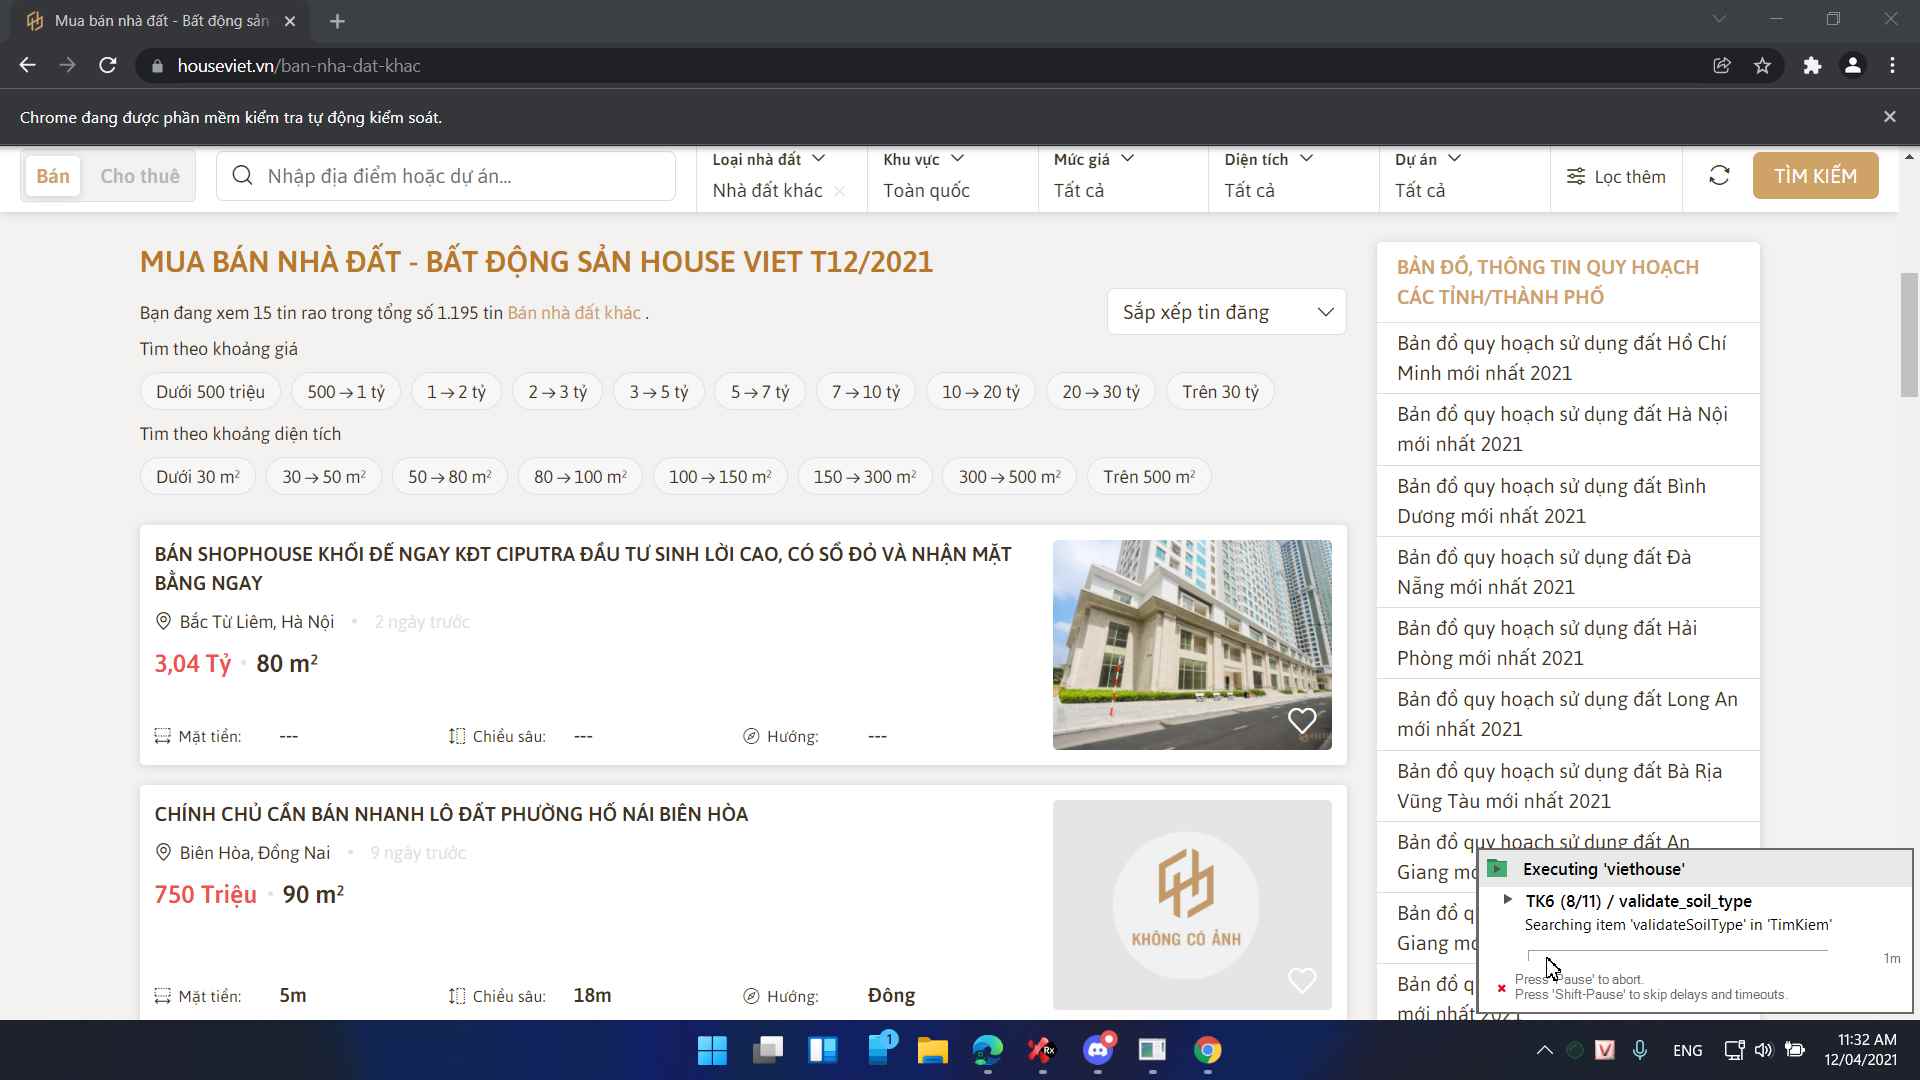 Mua bán nhà đất - Bất động sản
houseviet.vn/ban-nha-dat-khac
Chrome đang được phần mềm kiểm tra tự động kiểm soát.
Bán
Cho thuê
Nhập địa điểm hoặc dự án...
Loại nhà đất
Nhà đất khác
Khu vực
Toàn quốc
Mức giá
Tất cả
Diện tích
Tất cả
Dự án
Tất cả
Lọc thêm
TÌM KIẾM
MUA BÁN NHÀ ĐẤT - BẤT ĐỘNG SẢN HOUSE VIET T12/2021
Bạn đang xem 15 tin rao trong tổng số 1.195 tin Bán nhà đất khác .
Sắp xếp tin đăng
Tìm theo khoảng giá
Dưới 500 triệu
500 → 1 tỷ
1 → 2 tỷ
2 → 3 tỷ
3 → 5 tỷ
5 → 7 tỷ
7 → 10 tỷ
10 → 20 tỷ
20 → 30 tỷ
Trên 30 tỷ
Tìm theo khoảng diện tích
Dưới 30 m²
30 → 50 m²
50 → 80 m²
80 → 100 m²
100 → 150 m²
150 → 300 m²
300 → 500 m²
Trên 500 m²
BÁN SHOPHOUSE KHỐI ĐẾ NGAY KĐT CIPUTRA ĐẦU TƯ SINH LỜI CAO, CÓ SỔ ĐỎ VÀ NHẬN MẶT
BẰNG NGAY
Bắc Từ Liêm, Hà Nội • 2 ngày trước
3,04 Tỷ • 80 m²
Mặt tiền: ---
Chiều sâu: ---
Hướng: ---
CHÍNH CHỦ CẦN BÁN NHANH LÔ ĐẤT PHƯỜNG HỐ NÁI BIÊN HÒA
Biên Hòa, Đồng Nai • 9 ngày trước
750 Triệu • 90 m²
KHÔNG CÓ ẢNH
Mặt tiền: 5m
Chiều sâu: 18m
Hướng: Đông
BẢN ĐỒ, THÔNG TIN QUY HOẠCH
CÁC TỈNH/THÀNH PHỐ
Bản đồ quy hoạch sử dụng đất Hồ Chí
Minh mới nhất 2021
Bản đồ quy hoạch sử dụng đất Hà Nội
mới nhất 2021
Bản đồ quy hoạch sử dụng đất Bình
Dương mới nhất 2021
Bản đồ quy hoạch sử dụng đất Đà
Nẵng mới nhất 2021
Bản đồ quy hoạch sử dụng đất Hải
Phòng mới nhất 2021
Bản đồ quy hoạch sử dụng đất Long An
mới nhất 2021
Bản đồ quy hoạch sử dụng đất Bà Rịa
Vũng Tàu mới nhất 2021
Bản đồ quy hoạch sử dụng đất An
Giang
Bản đồ
Giang
Bản đồ
mới nhất 2021
Executing 'viethouse'
TK6 (8/11) / validate_soil_type
Searching item 'validateSoilType' in 'TimKiem'
1m
Press 'Pause' to abort.
Press 'Shift-Pause' to skip delays and timeouts.
1
Rx
V
ENG
11:32 AM
12/04/2021